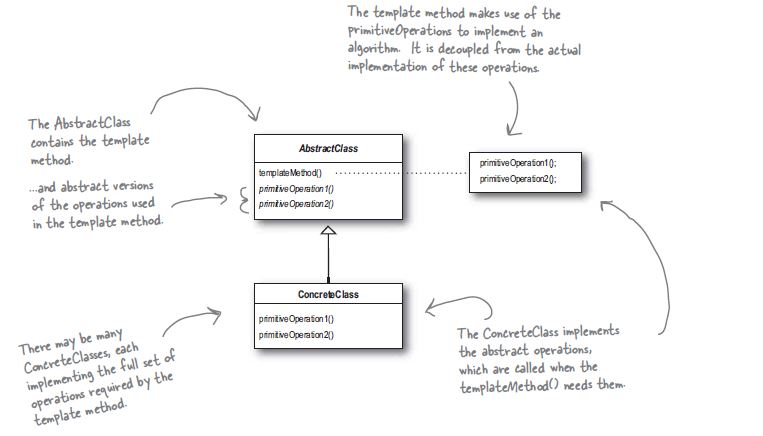 The template method makes use of the
primitiveOperations to implement an
algorithm. It is decoupled from the actual
implementation of these operations.
The AbstractClass
contains the template
method.
...and abstract versions
of the operations used
in the template method.
AbstractClass
templateMethod()
primitiveOperation1()
primitiveOperation2()
primitiveOperation1();
primitiveOperation2();
ConcreteClass
primitiveOperation1()
primitiveOperation2()
There may be many
ConcreteClasses, each
implementing the full set of
operations required by the
template method.
The ConcreteClass implements
the abstract operations,
which are called when the
templateMethod() needs them.